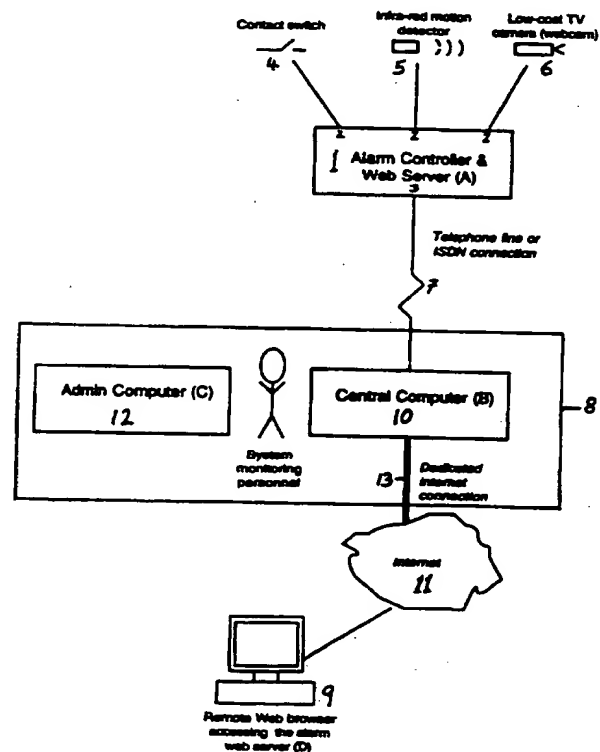 Contact switch
4
Infra-red motion
detector
5
Low-cost TV
camera (webcam)
6
2 2 2
1 Alarm Controller &
Web Server (A)
3
Telephone line or
ISDN connection
7
8
Admin Computer (C)
12
System
monitoring
personnel
Central Computer (B)
10
13
Dedicated
internet
connection
Internet
11
9
Remote Web browser
accessing the alarm
web server (D)